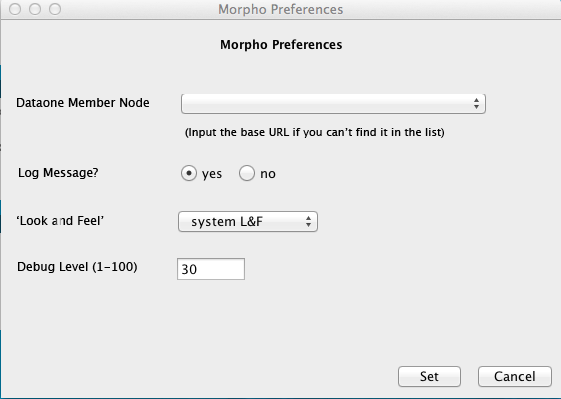 Morpho Preferences
Morpho Preferences
Dataone Member Node
(Input the base URL if you can't find it in the list)
Log Message? yes no
'Look and Feel' system L&F
Debug Level (1-100) 30
Set Cancel